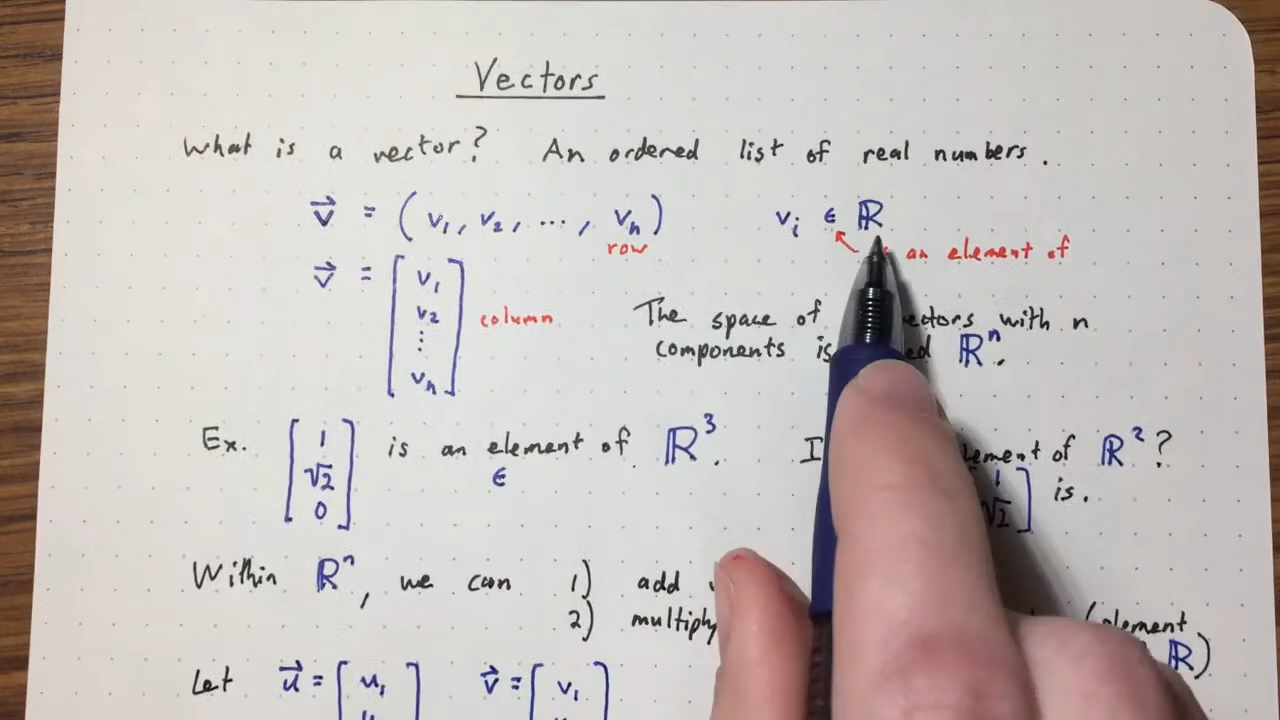 Vectors
What is a vector? An ordered list of real numbers.
v⃗ = (v₁, v₂, ..., vₙ) vᵢ ∈ ℝ
row
an element of
v⃗ = [v₁ v₂ ⋮ vₙ] column
The space of vectors with n
components is ℝⁿ.
Ex. [1 √2 0] is an element of ℝ³. element of ℝ²?
∈ [1 √2] is.
Within ℝⁿ, we can 1) add
2) multiply (element
ℝ)
Let u⃗ = [u₁ v⃗ = [v₁